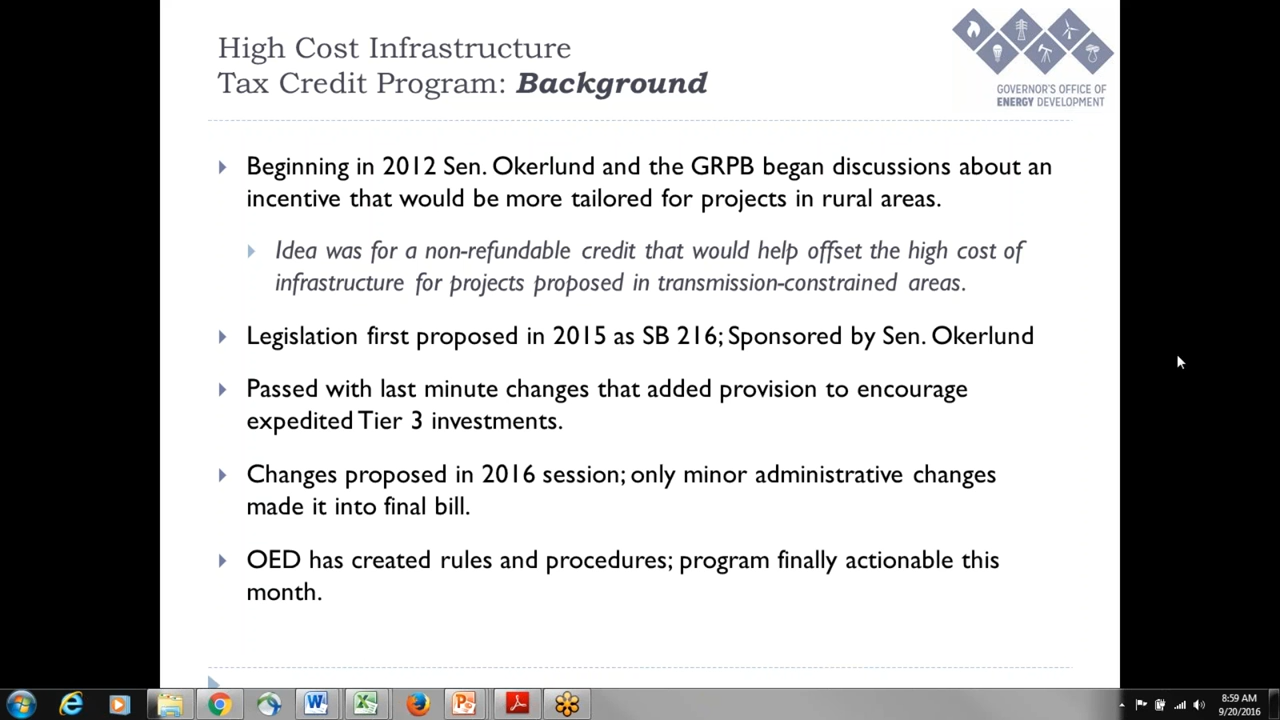 High Cost Infrastructure
Tax Credit Program: Background
GOVERNOR'S OFFICE OF
ENERGY DEVELOPMENT
Beginning in 2012 Sen. Okerlund and the GRPB began discussions about an
incentive that would be more tailored for projects in rural areas.
Idea was for a non-refundable credit that would help offset the high cost of
infrastructure for projects proposed in transmission-constrained areas.
Legislation first proposed in 2015 as SB 216; Sponsored by Sen. Okerlund
Passed with last minute changes that added provision to encourage
expedited Tier 3 investments.
Changes proposed in 2016 session; only minor administrative changes
made it into final bill.
OED has created rules and procedures; program finally actionable this
month.
8:59 AM
9/20/2016